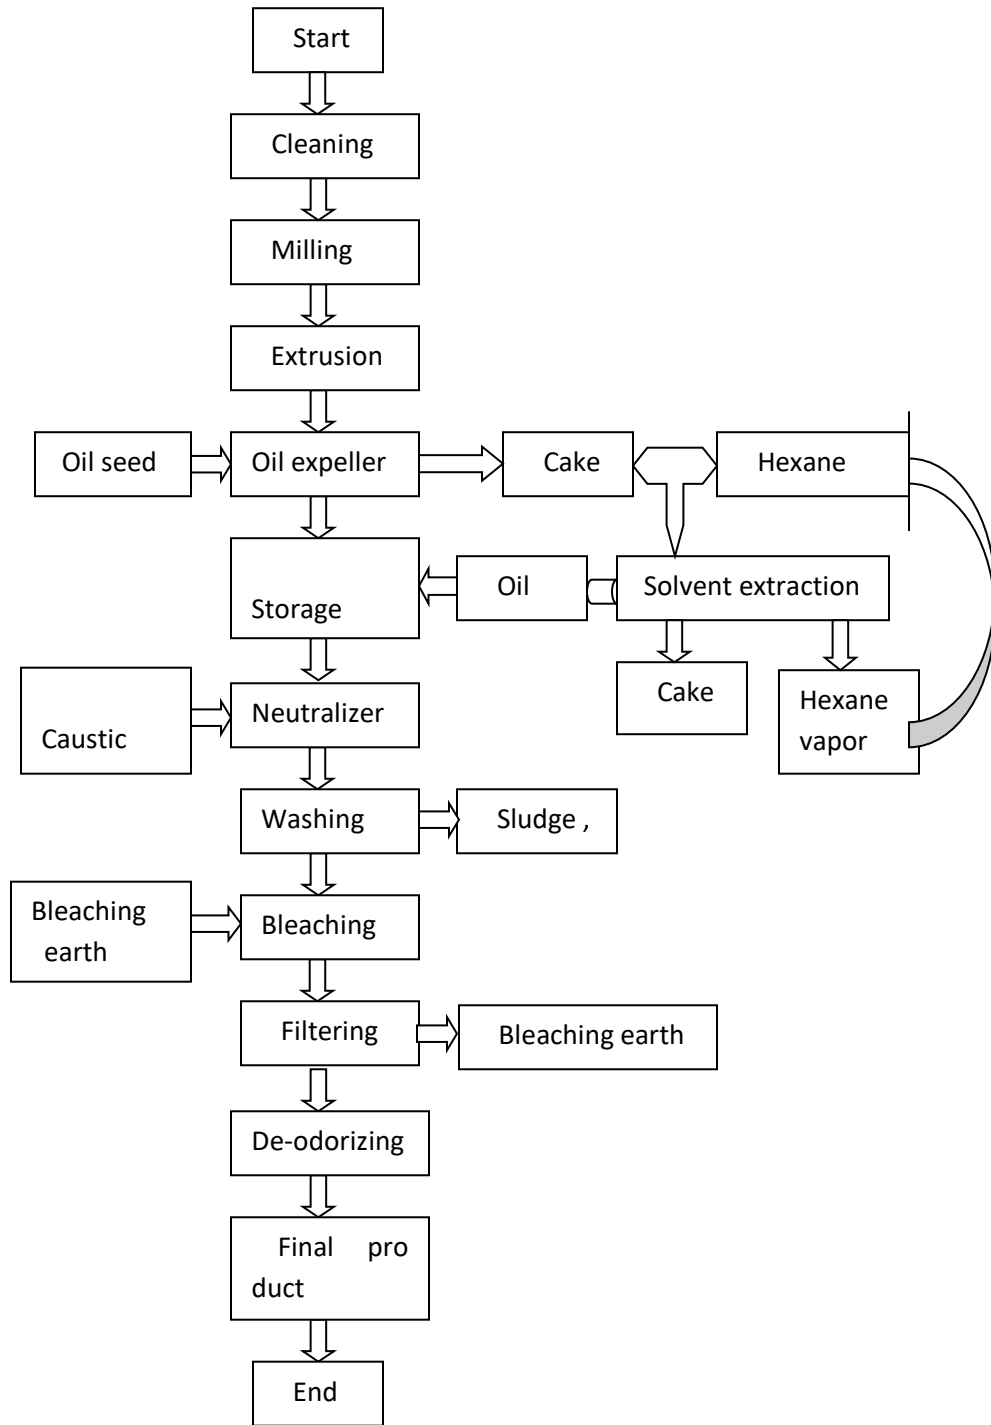 Start
Cleaning
Milling
Extrusion
Oil seed
Oil expeller
Cake
Hexane
Storage
Oil
Solvent extraction
Cake
Hexane
vapor
Caustic
Neutralizer
Washing
Sludge ,
Bleaching
earth
Bleaching
Filtering
Bleaching earth
De-odorizing
Final pro
duct
End